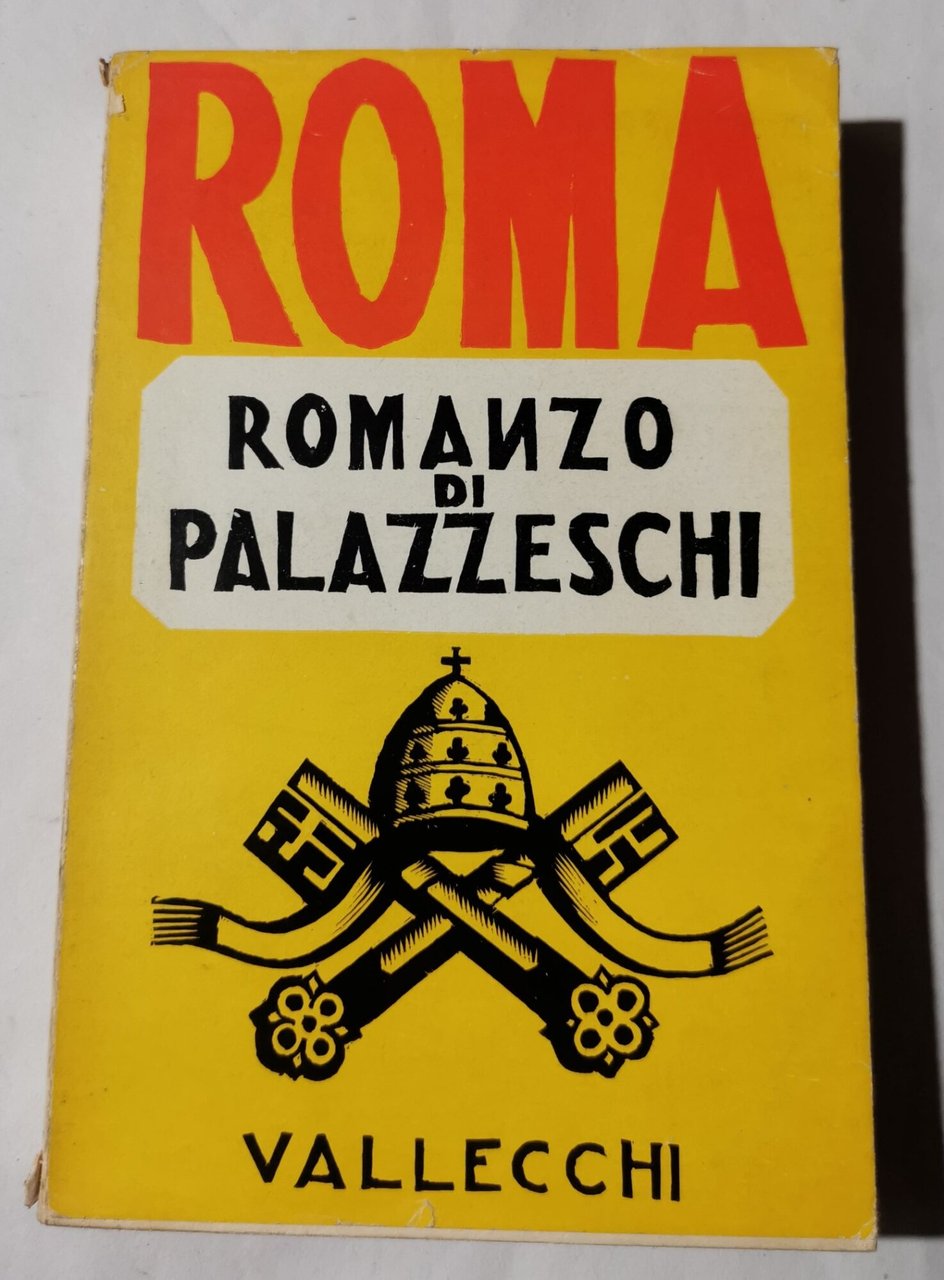 ROMA
ROMANZO
DI
PALAZZESCHI
VALLECCHI